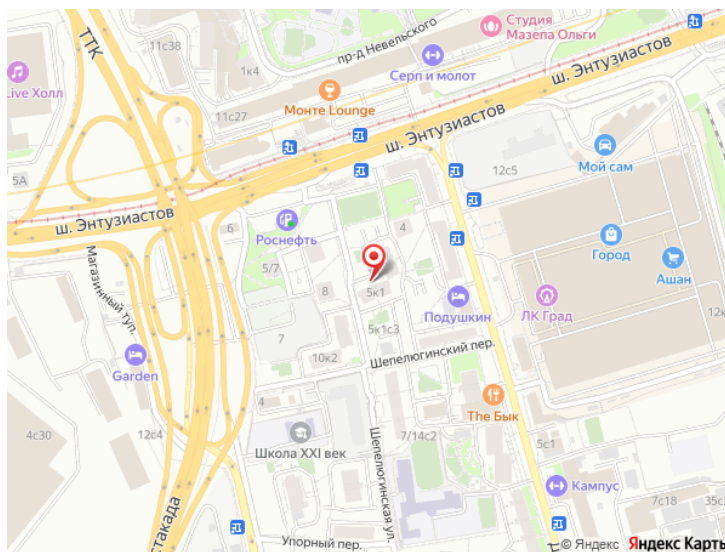 Студия
Мазепа Ольги
ТТК
11с38
пр-д Невельского
1к4
Серп и молот
ш. Энтузиастов
Live Холл
Монте Lounge
11с27
ш. Энтузиастов
12с5
Мой сам
5А
ш. Энтузиастов
6
Роснефть
4
Город
Ашан
5/7
Магазинный туп.
8
5к1
Подушкин
ЛК Град
7
5к1с3
12к
10к2
Шепелюгинский пер.
Garden
4
The Бык
4с30
12с4
Школа XXI век
Шепелюгинская ул.
7/14с2
5с1
Кампус
7с18
35с
стакада
Упорный пер.
Д
© Яндекс Яндекс Карты